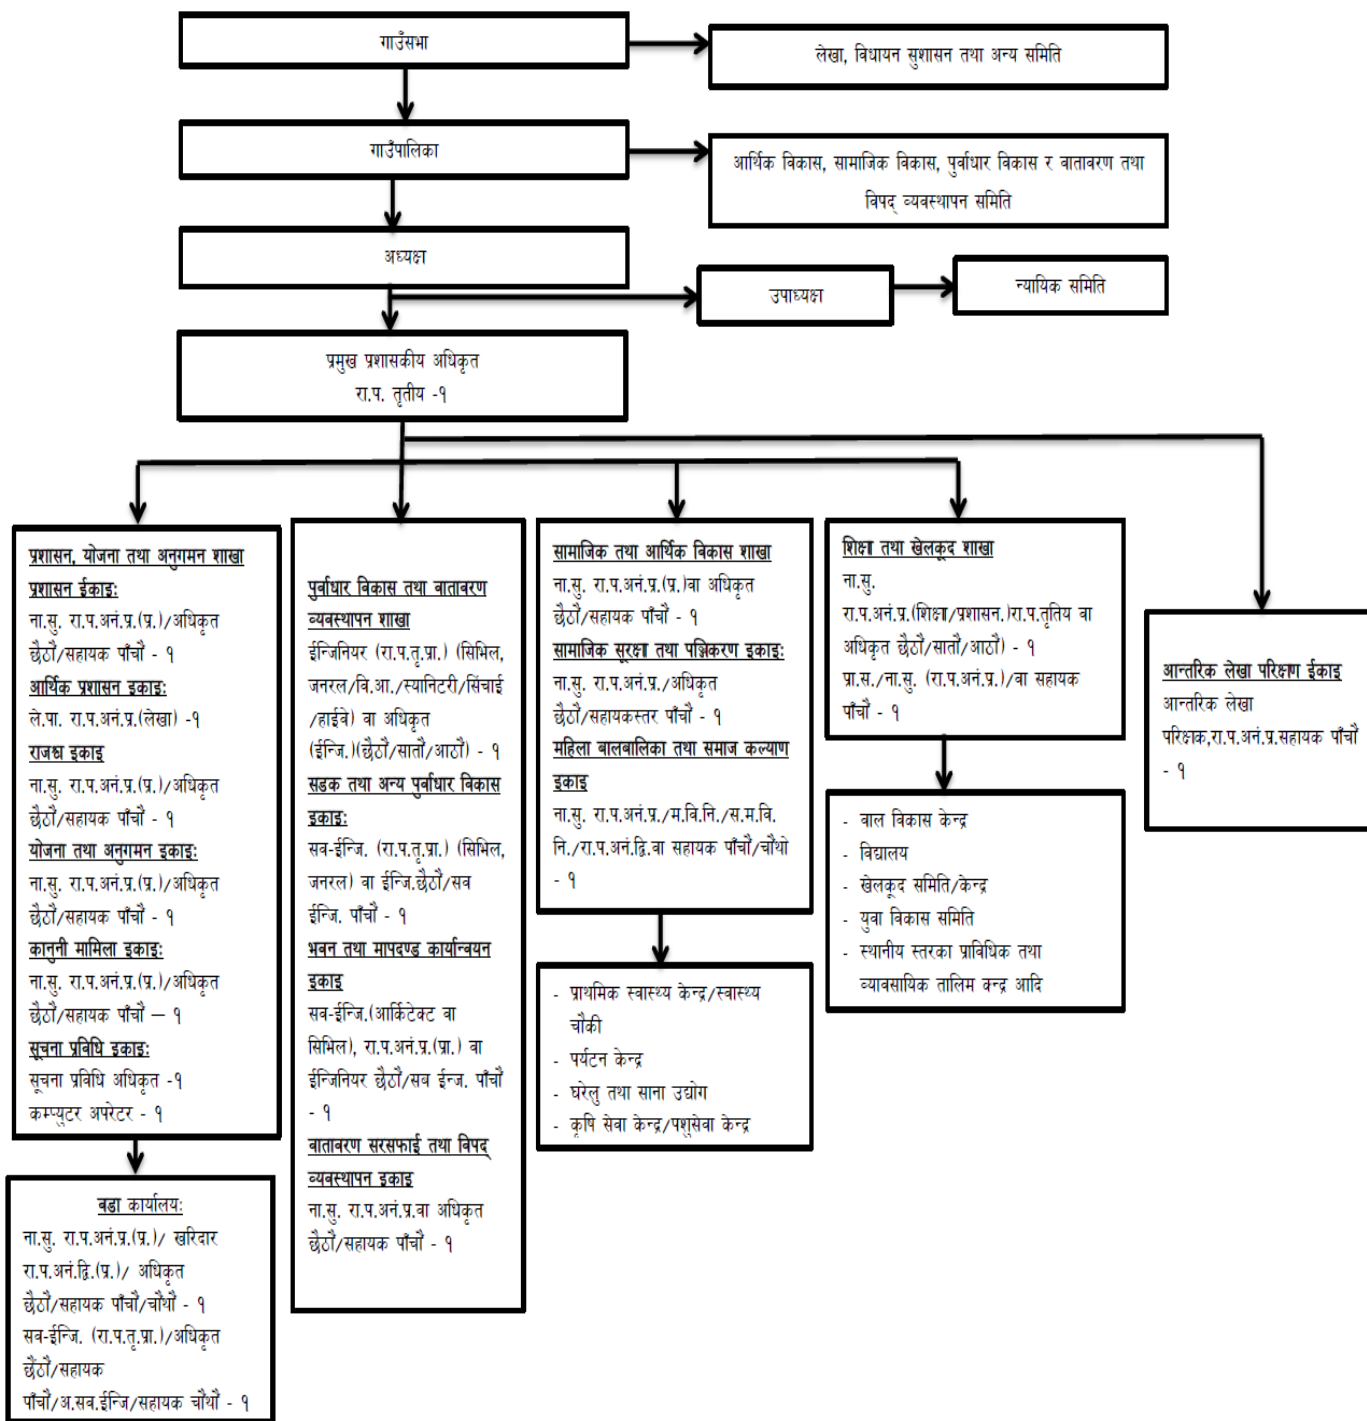 गाउँसभा
लेखा, विधायन सुशासन तथा अन्य समिति
गाउँपालिका
आर्थिक विकास, सामाजिक विकास, पुर्वाधार विकास र वातावरण तथा
विपद् व्यवस्थापन समिति
अध्यक्ष
उपाध्यक्ष
न्यायिक समिति
प्रमुख प्रशासकीय अधिकृत
रा.प. तृतीय -१
प्रशासन, योजना तथा अनुगमन शाखा
प्रशासन ईकाइः
ना.सु. रा.प.अनं.प्र.(प्र.)/अधिकृत
छैठौं/सहायक पाँचौं - १
आर्थिक प्रशासन इकाइः
ले.पा. रा.प.अनं.प्र.(लेखा) -१
राजश्व इकाइ
ना.सु. रा.प.अनं.प्र.(प्र.)/अधिकृत
छैठौं/सहायक पाँचौं - १
योजना तथा अनुगमन इकाइः
ना.सु. रा.प.अनं.प्र.(प्र.)/अधिकृत
छैठौं/सहायक पाँचौं - १
कानुनी मामिला इकाइः
ना.सु. रा.प.अनं.प्र.(प्र.)/अधिकृत
छैठौं/सहायक पाँचौं – १
सूचना प्रविधि इकाइः
सूचना प्रविधि अधिकृत -१
कम्प्युटर अपरेटर - १
वडा कार्यालयः
ना.सु. रा.प.अनं.प्र.(प्र.)/ खरिदार
रा.प.अनं.द्वि.(प्र.)/ अधिकृत
छैठौं/सहायक पाँचौं/चौथौं - १
सव-ईन्जि. (रा.प.तृ.प्रा.)/अधिकृत
छैंठौं/सहायक
पाँचौं/अ.सव.ईन्जि/सहायक चौंथौं - १
पुर्वाधार विकास तथा वातावरण
व्यवस्थापन शाखा
ईन्जिनियर (रा.प.तृ.प्रा.) (सिभिल,
जनरल/वि.आ./स्यानिटरी/सिंचाई
/हाईवे) वा अधिकृत
(ईन्जि.)(छैठौं/सातौं/आठौं) - १
सडक तथा अन्य पुर्वाधार विकास
इकाइः
सव-ईन्जि. (रा.प.तृ.प्रा.) (सिभिल,
जनरल) वा ईन्जि.छैठौं/सव
ईन्जि. पाँचौं - १
भवन तथा मापदण्ड कार्यान्वयन
इकाइ
सव-ईन्जि.(आर्किटेक्ट वा
सिभिल), रा.प.अनं.प्र.(प्रा.) वा
ईन्जिनियर छैठौं/सब ईन्ज. पाँचौं
- १
वातावरण सरसफाई तथा विपद्
व्यवस्थापन इकाइ
ना.सु. रा.प.अनं.प्र.वा अधिकृत
छैठौं/सहायक पाँचौं - १
सामाजिक तथा आर्थिक विकास शाखा
ना.सु. रा.प.अनं.प्र.(प्र.)वा अधिकृत
छैठौं/सहायक पाँचौं - १
सामाजिक सूरक्षा तथा पञ्जिकरण इकाइः
ना.सु. रा.प.अनं.प्र./अधिकृत
छैठौं/सहायकस्तर पाँचौं - १
महिला बालबालिका तथा समाज कल्याण
इकाइ
ना.सु. रा.प.अनं.प्र./म.वि.नि./स.म.वि.
नि./रा.प.अनं.द्वि.वा सहायक पाँचौं/चौंथो
- १
- प्राथमिक स्वास्थ्य केन्द्र/स्वास्थ्य
चौकी
- पर्यटन केन्द्र
- घरेलु तथा साना उद्योग
- कृषि सेवा केन्द्र/पशुसेवा केन्द्र
शिक्षा तथा खेलकूद शाखा
ना.सु.
रा.प.अनं.प्र.(शिक्षा/प्रशासन.)रा.प.तृतिय वा
अधिकृत छैठौं/सातौं/आठौं) - १
प्रा.स./ना.सु. (रा.प.अनं.प्र.)/वा सहायक
पाँचौं - १
- वाल विकास केन्द्र
- विद्यालय
- खेलकूद समिति/केन्द्र
- युवा विकास समिति
- स्थानीय स्तरका प्राविधिक तथा
व्यावसायिक तालिम क्न्द्र आदि
आन्तरिक लेखा परिक्षण ईकाइ
आन्तरिक लेखा
परिक्षक,रा.प.अनं.प्र.सहायक पाँचौं
- १